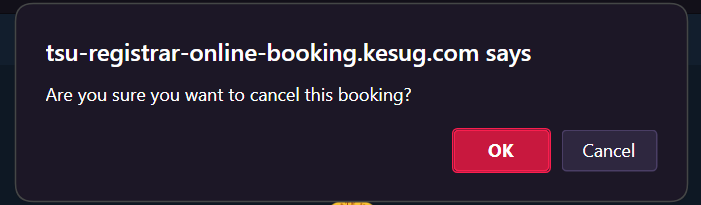 tsu-registrar-online-booking.kesug.com says
Are you sure you want to cancel this booking?
OK Cancel